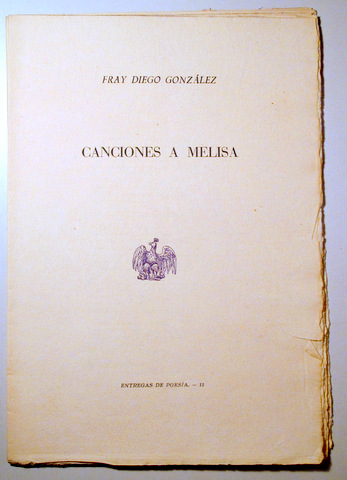 FRAY DIEGO GONZÁLEZ
CANCIONES A MELISA
ENTREGAS DE POESÍA. - 11